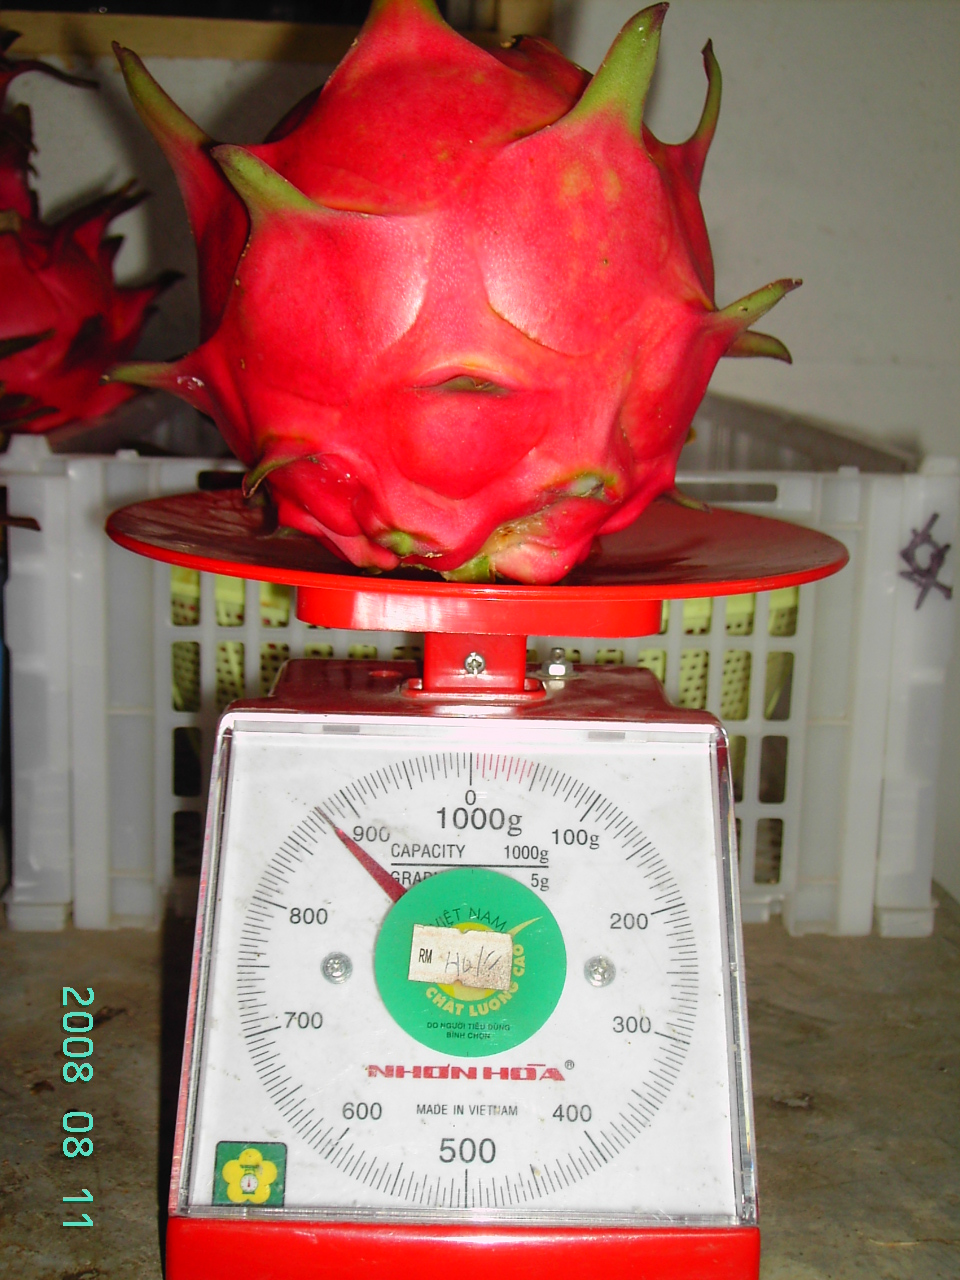 0
1000g
900
100g
CAPACITY 1000g
5g
800
200
VIỆT NAM
RM
CHẤT LƯỢNG CAO
DO NGƯỜI TIÊU DÙNG
BÌNH CHỌN
700
300
NHƠN HÒA®
600
MADE IN VIETNAM
400
500
2008 08 11